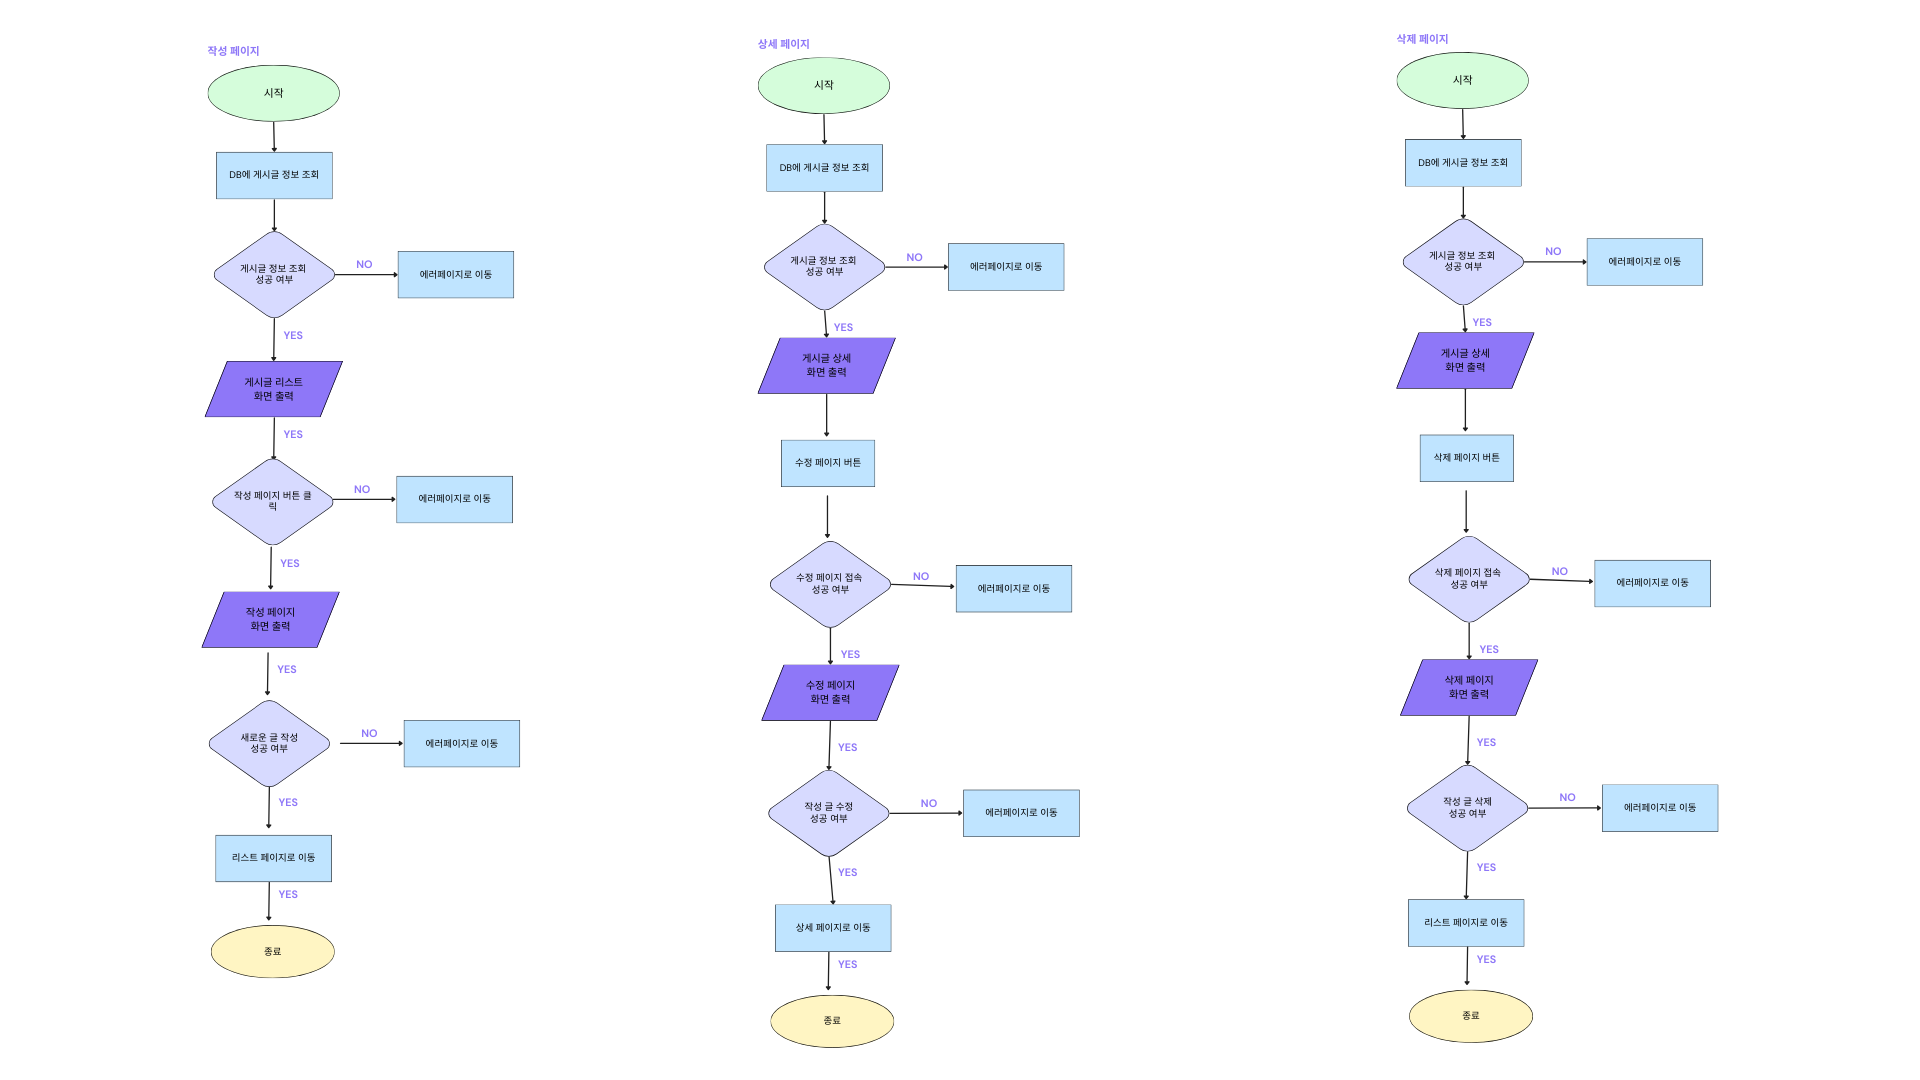 작성 페이지
시작
DB에 게시글 정보 조회
게시글 정보 조회
성공 여부
NO
에러페이지로 이동
YES
게시글 리스트
화면 출력
YES
작성 페이지 버튼 클
릭
NO
에러페이지로 이동
YES
작성 페이지
화면 출력
YES
새로운 글 작성
성공 여부
NO
에러페이지로 이동
YES
리스트 페이지로 이동
YES
종료
상세 페이지
시작
DB에 게시글 정보 조회
게시글 정보 조회
성공 여부
NO
에러페이지로 이동
YES
게시글 상세
화면 출력
수정 페이지 버튼
수정 페이지 접속
성공 여부
NO
에러페이지로 이동
YES
수정 페이지
화면 출력
YES
작성 글 수정
성공 여부
NO
에러페이지로 이동
YES
상세 페이지로 이동
YES
종료
삭제 페이지
시작
DB에 게시글 정보 조회
게시글 정보 조회
성공 여부
NO
에러페이지로 이동
YES
게시글 상세
화면 출력
삭제 페이지 버튼
삭제 페이지 접속
성공 여부
NO
에러페이지로 이동
YES
삭제 페이지
화면 출력
YES
작성 글 삭제
성공 여부
NO
에러페이지로 이동
YES
리스트 페이지로 이동
YES
종료